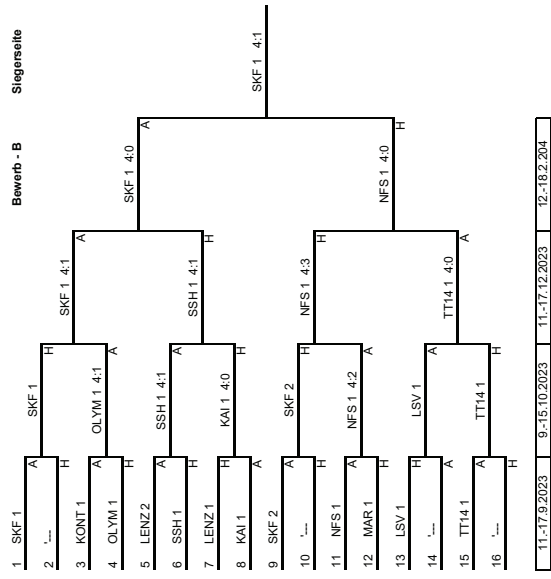 Bewerb - B
Siegerseite
1 SKF 1
A
2 '---
H
3 KONT 1
A
4 OLYM 1
H
5 LENZ 2
A
6 SSH 1
H
7 LENZ 1
H
8 KAI 1
A
9 SKF 2
A
10 '---
H
11 NFS 1
A
12 MAR 1
H
13 LSV 1
H
14 '---
A
15 TT14 1
A
16 '---
H
SKF 1
H
OLYM 1 4:1
A
SSH 1 4:1
A
KAI 1 4:0
H
SKF 2
H
NFS 1 4:2
A
LSV 1
A
TT14 1
H
SKF 1 4:1
A
SSH 1 4:1
H
NFS 1 4:3
H
TT14 1 4:0
A
SKF 1 4:0
A
NFS 1 4:0
H
SKF 1 4:1
11.-17.9.2023
9.-15.10.2023
11.-17.12.2023
12.-18.2.204